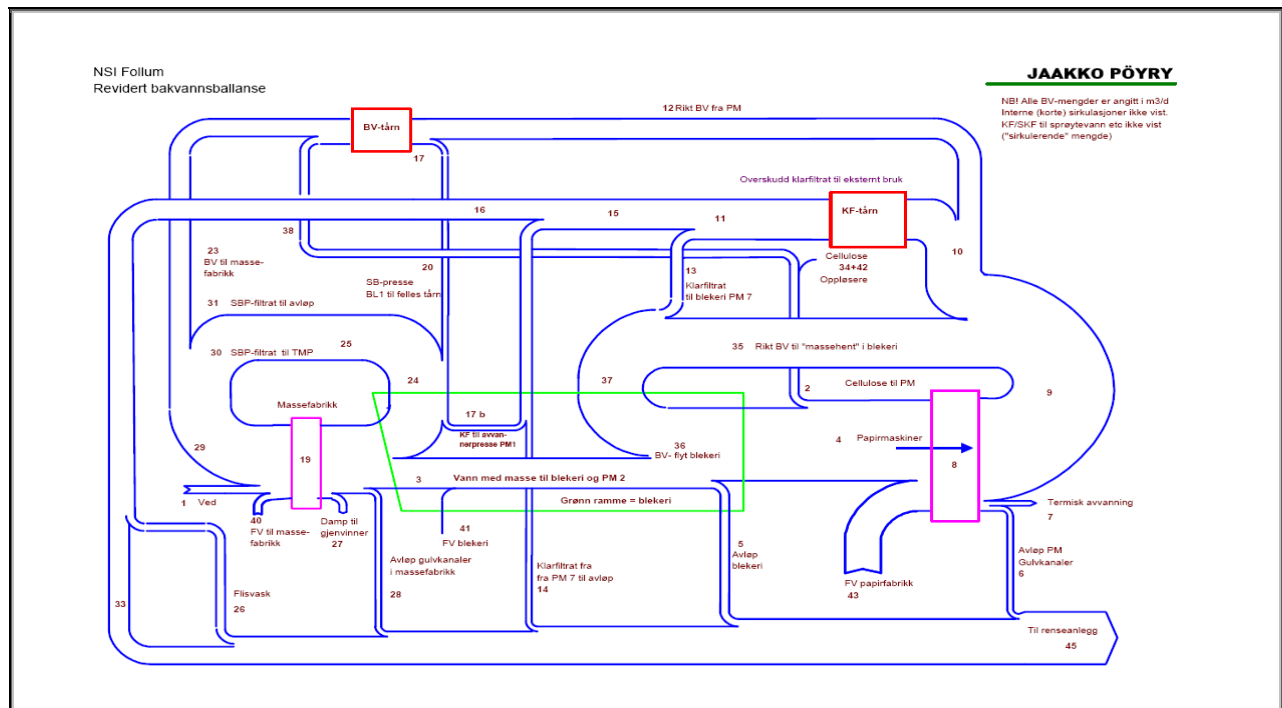 NSI Follum
Revidert bakvannsballanse
JAAKKO PÖYRY
NB! Alle BV-mengder er angitt i m3/d
Interne (korte) sirkulasjoner ikke vist.
KF/SKF til sprøytevann etc ikke vist
("sirkulerende" mengde)
12 Rikt BV fra PM
BV-tårn
17
Overskudd klarfiltrat til eksternt bruk
16
15
11
KF-tårn
38
10
23
BV til masse-
fabrikk
20
SB-presse
BL1 til felles tårn
13
Klarfiltrat
til blekeri PM 7
Cellulose
34+42
Oppløsere
31 SBP-filtrat til avløp
25
30 SBP-filtrat til TMP
35 Rikt BV til "massehent" i blekeri
24
37
2
Cellulose til PM
9
Massefabrikk
17 b
KF til avvan-
nerpresse PM1
4 Papirmaskiner
29
19
36
BV- flyt blekeri
8
3 Vann med masse til blekeri og PM 2
Grønn ramme = blekeri
1 Ved
Termisk avvanning
7
40
FV til masse-
fabrikk
Damp til
gjenvinner
27
41
FV blekeri
5
Avløp
blekeri
Avløp PM
Gulvkanaler
6
Avløp gulvkanaler
i massefabrikk
28
Klarfiltrat fra
fra PM 7 til avløp
14
FV papirfabrikk
43
33
Flisvask
26
Til renseanlegg
45